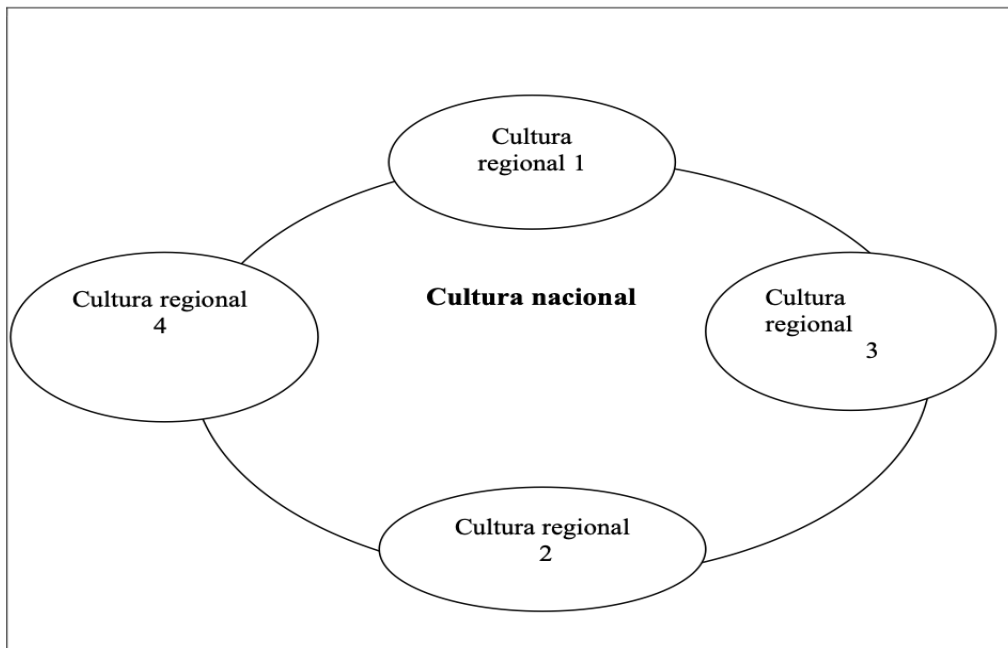 Cultura
regional 1
Cultura nacional
Cultura regional
4
Cultura
regional
3
Cultura regional
2